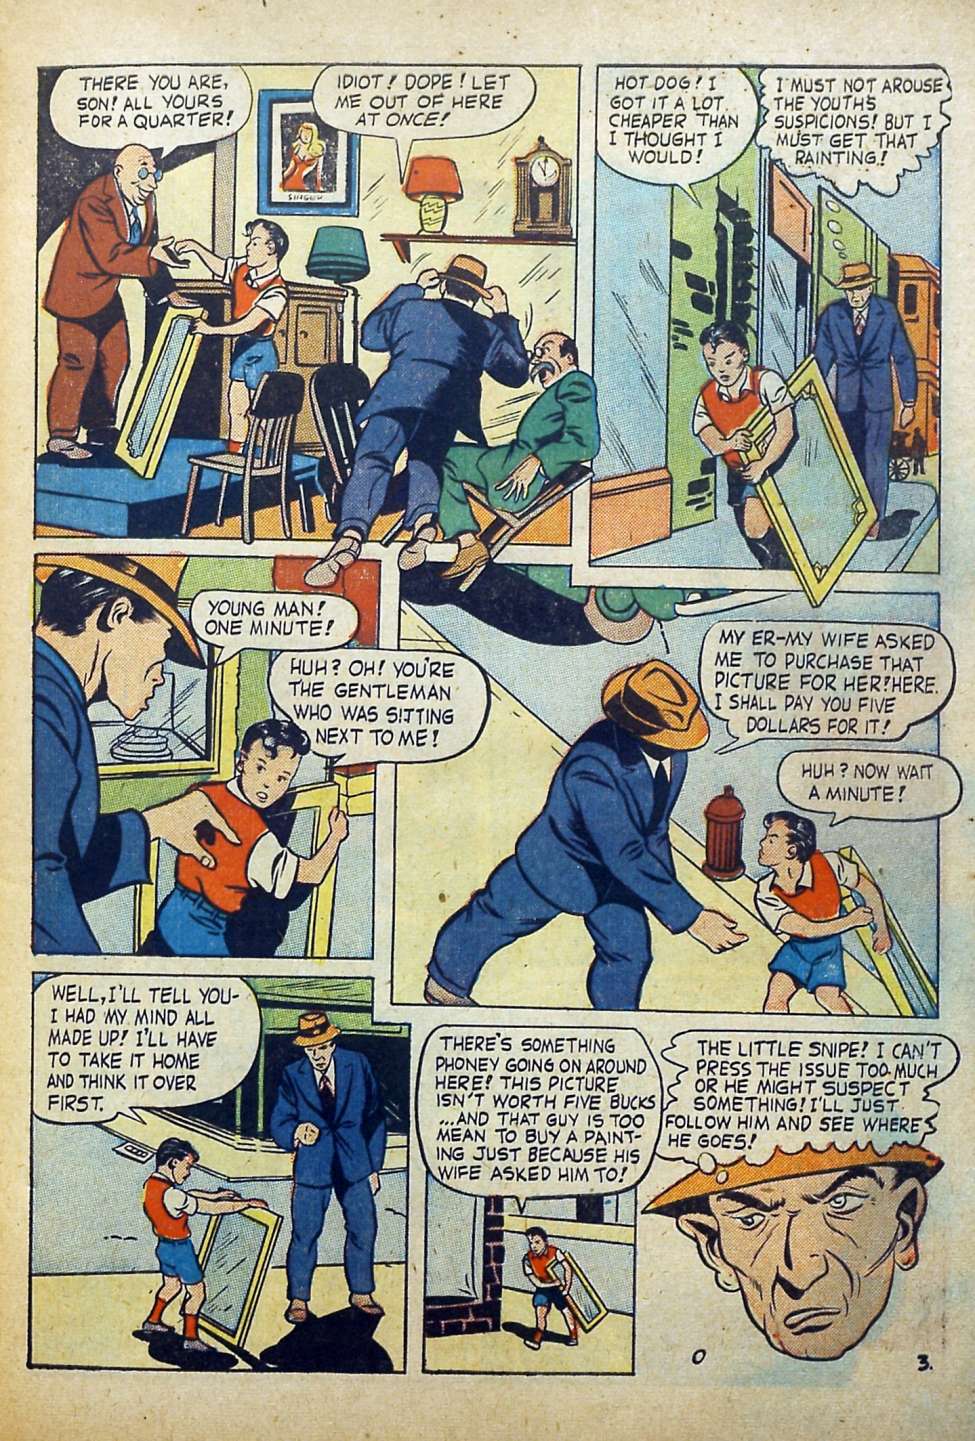 THERE YOU ARE,
SON! ALL YOURS
FOR A QUARTER!
IDIOT! DOPE! LET
ME OUT OF HERE
AT ONCE!
HOT DOG! I
GOT IT A LOT
CHEAPER THAN
I THOUGHT I
WOULD!
I MUST NOT AROUSE
THE YOUTH'S
SUSPICIONS! BUT I
MUST GET THAT
RAINTING!
YOUNG MAN!
ONE MINUTE!
HUH? OH! YOU'RE
THE GENTLEMAN
WHO WAS SITTING
NEXT TO ME!
MY ER-MY WIFE ASKED
ME TO PURCHASE THAT
PICTURE FOR HER! HERE.
I SHALL PAY YOU FIVE
DOLLARS FOR IT!
HUH? NOW WAIT
A MINUTE!
WELL, I'LL TELL YOU-
I HAD MY MIND ALL
MADE UP! I'LL HAVE
TO TAKE IT HOME
AND THINK IT OVER
FIRST.
THERE'S SOMETHING
PHONEY GOING ON AROUND
HERE! THIS PICTURE
ISN'T WORTH FIVE BUCKS
...AND THAT GUY IS TOO
MEAN TO BUY A PAINT-
ING JUST BECAUSE HIS
WIFE ASKED HIM TO!
THE LITTLE SNIPE! I CAN'T
PRESS THE ISSUE TOO MUCH
OR HE MIGHT SUSPECT
SOMETHING! I'LL JUST
FOLLOW HIM AND SEE WHERE
HE GOES!
O
3.